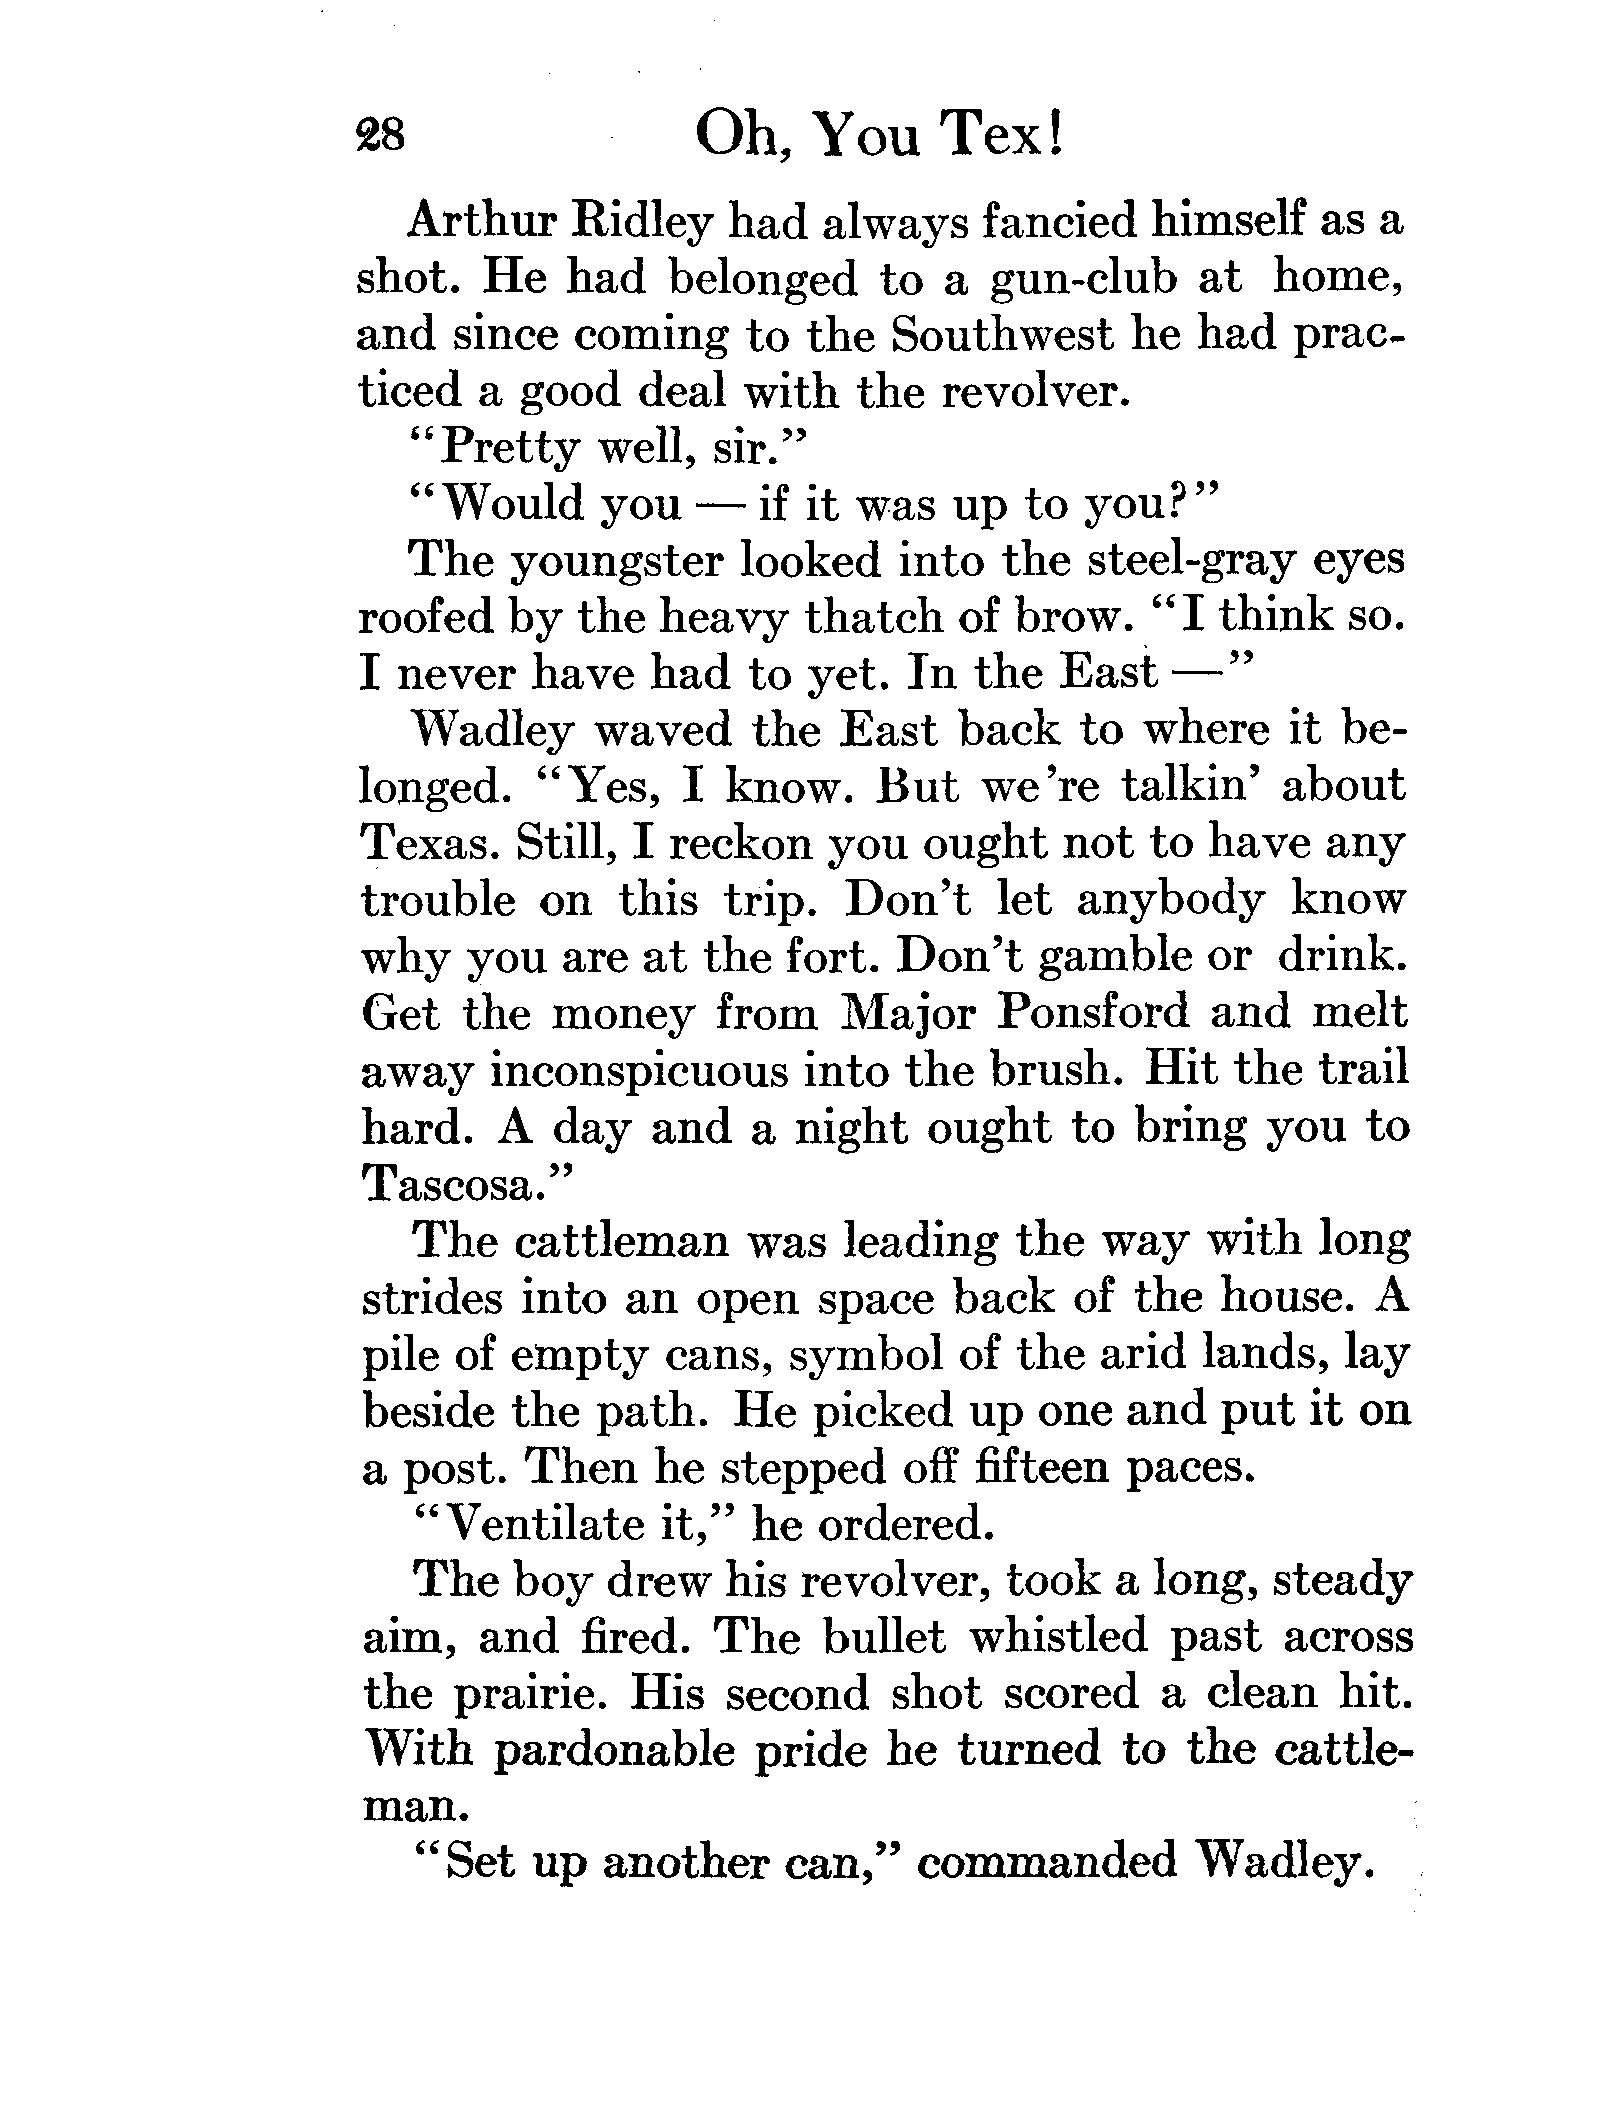 28 Oh, You Tex!
Arthur Ridley had always fancied himself as a
shot. He had belonged to a gun-club at home,
and since coming to the Southwest he had prac-
ticed a good deal with the revolver.
“Pretty well, sir.”
“Would you — if it was up to you?”
The youngster looked into the steel-gray eyes
roofed by the heavy thatch of brow. “I think so.
I never have had to yet. In the East —”
Wadley waved the East back to where it be-
longed. “Yes, I know. But we’re talkin’ about
Texas. Still, I reckon you ought not to have any
trouble on this trip. Don’t let anybody know
why you are at the fort. Don’t gamble or drink.
Get the money from Major Ponsford and melt
away inconspicuous into the brush. Hit the trail
hard. A day and a night ought to bring you to
Tascosa.”
The cattleman was leading the way with long
strides into an open space back of the house. A
pile of empty cans, symbol of the arid lands, lay
beside the path. He picked up one and put it on
a post. Then he stepped off fifteen paces.
“Ventilate it,” he ordered.
The boy drew his revolver, took a long, steady
aim, and fired. The bullet whistled past across
the prairie. His second shot scored a clean hit.
With pardonable pride he turned to the cattle-
man.
“Set up another can,” commanded Wadley.